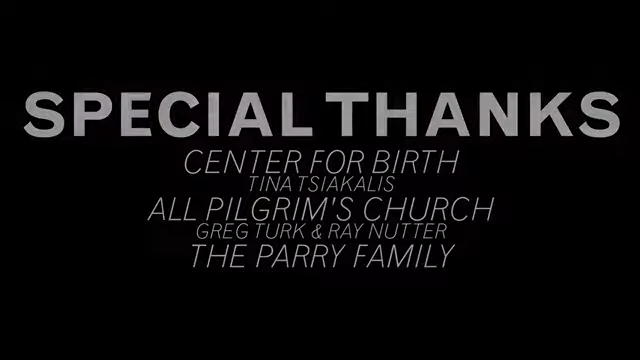 SPECIAL THANKS
CENTER FOR BIRTH
TINA TSIAKALIS
ALL PILGRIM'S CHURCH
GREG TURK & RAY NUTTER
THE PARRY FAMILY